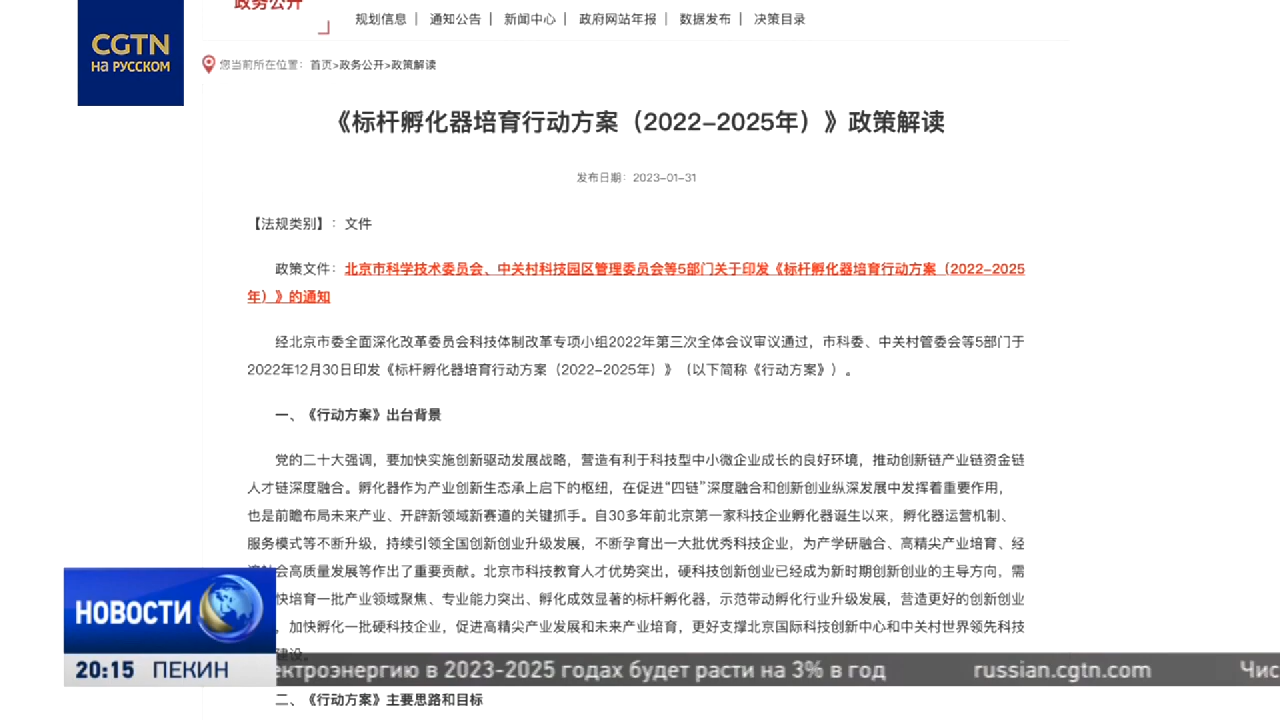 政务公开
规划信息 | 通知公告 | 新闻中心 | 政府网站年报 | 数据发布 | 决策目录
CGTN
НА РУССКОМ
您当前所在位置：首页>政务公开>政策解读
《标杆孵化器培育行动方案（2022-2025年）》政策解读
发布日期：2023-01-31
【法规类别】：文件
政策文件：北京市科学技术委员会、中关村科技园区管理委员会等5部门关于印发《标杆孵化器培育行动方案（2022-2025
年）》的通知
经北京市委全面深化改革委员会科技体制改革专项小组2022年第三次全体会议审议通过，市科委、中关村管委会等5部门于
2022年12月30日印发《标杆孵化器培育行动方案（2022-2025年）》（以下简称《行动方案》）。
一、《行动方案》出台背景
党的二十大强调，要加快实施创新驱动发展战略，营造有利于科技型中小微企业成长的良好环境，推动创新链产业链资金链
人才链深度融合。孵化器作为产业创新生态承上启下的枢纽，在促进“四链”深度融合和创新创业纵深发展中发挥着重要作用，
也是前瞻布局未来产业、开辟新领域新赛道的关键抓手。自30多年前北京第一家科技企业孵化器诞生以来，孵化器运营机制、
服务模式等不断升级，持续引领全国创新创业升级发展，不断孕育出一大批优秀科技企业，为产学研融合、高精尖产业培育、经
会高质量发展等作出了重要贡献。北京市科技教育人才优势突出，硬科技创新创业已经成为新时期创新创业的主导方向，需
快培育一批产业领域聚焦、专业能力突出、孵化成效显著的标杆孵化器，示范带动孵化行业升级发展，营造更好的创新创业
，加快孵化一批硬科技企业，促进高精尖产业发展和未来产业培育，更好支撑北京国际科技创新中心和中关村世界领先科技
建设。
НОВОСТИ
20:15 ПЕКИН
ектроэнергию в 2023-2025 годах будет расти на 3% в год russian.cgtn.com Чис
二、《行动方案》主要思路和目标